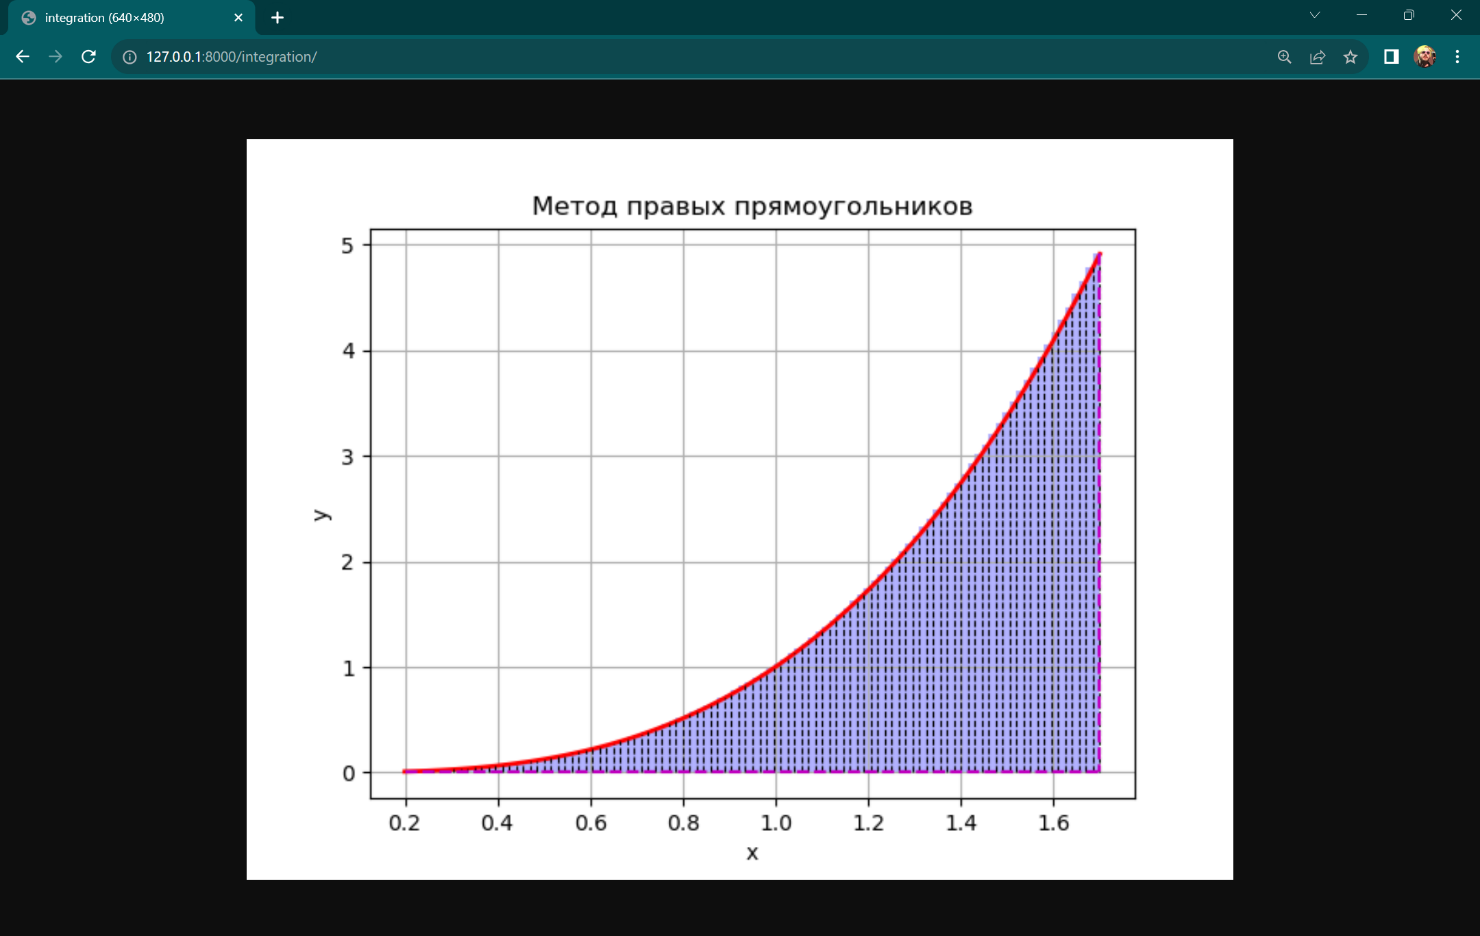 integration (640×480)
127.0.0.1:8000/integration/
Метод правых прямоугольников
5
4
3
2
1
0
y
0.2 0.4 0.6 0.8 1.0 1.2 1.4 1.6
x